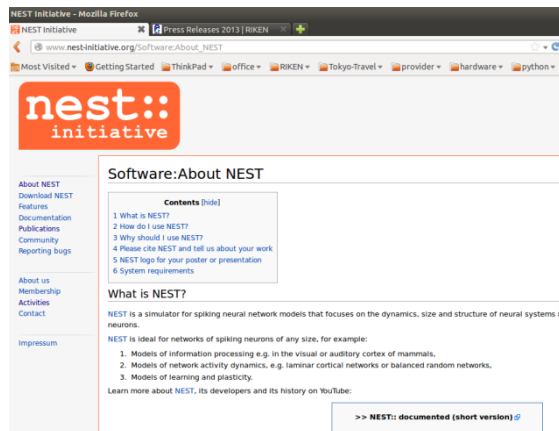 NEST Initiative - Mozilla Firefox
NEST Initiative
Press Releases 2013 | RIKEN
www.nest-initiative.org/Software:About_NEST
Most Visited Getting Started ThinkPad office RIKEN Tokyo-Travel provider hardware python
nest::
initiative
Software:About NEST
About NEST
Download NEST
Features
Documentation
Publications
Community
Reporting bugs
About us
Membership
Activities
Contact
Impressum
Contents [hide]
1 What is NEST?
2 How do I use NEST?
3 Why should I use NEST?
4 Please cite NEST and tell us about your work
5 NEST logo for your poster or presentation
6 System requirements
What is NEST?
NEST is a simulator for spiking neural network models that focuses on the dynamics, size and structure of neural systems
neurons.
NEST is ideal for networks of spiking neurons of any size, for example:
1. Models of information processing e.g. in the visual or auditory cortex of mammals,
2. Models of network activity dynamics, e.g. laminar cortical networks or balanced random networks,
3. Models of learning and plasticity.
Learn more about NEST, its developers and its history on YouTube:
>> NEST:: documented (short version)